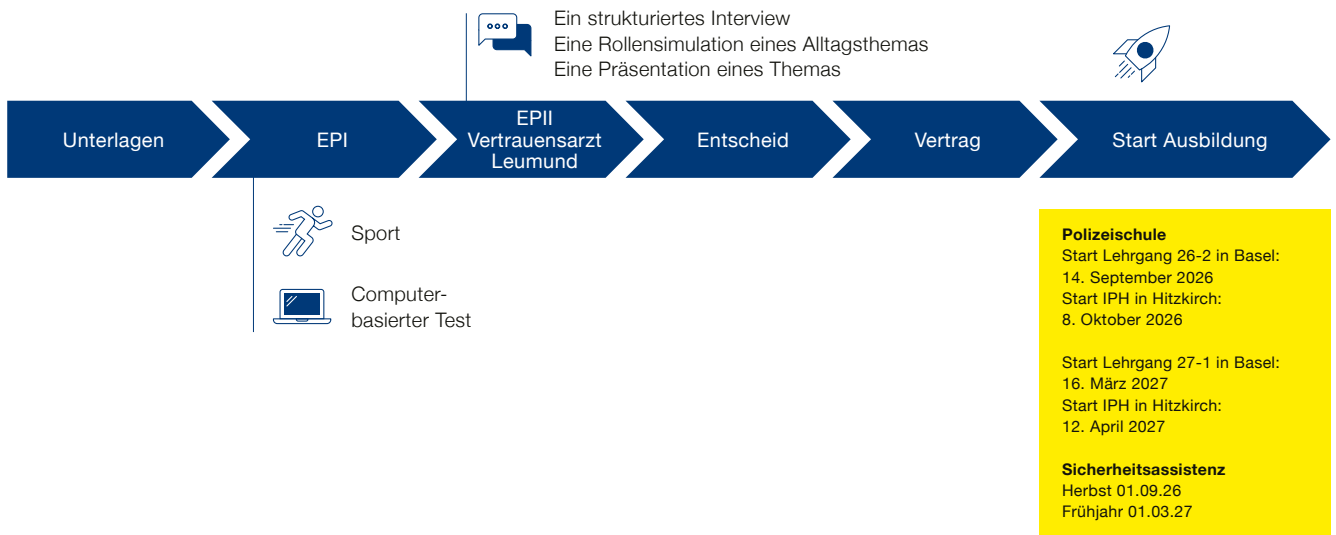 Ein strukturiertes Interview
Eine Rollensimulation eines Alltagsthemas
Eine Präsentation eines Themas
Unterlagen
EPI
EPII
Vertrauensarzt
Leumund
Entscheid
Vertrag
Start Ausbildung
Sport
Computer-
basierter Test
Polizeischule
Start Lehrgang 26-2 in Basel:
14. September 2026
Start IPH in Hitzkirch:
8. Oktober 2026
Start Lehrgang 27-1 in Basel:
16. März 2027
Start IPH in Hitzkirch:
12. April 2027
Sicherheitsassistenz
Herbst 01.09.26
Frühjahr 01.03.27